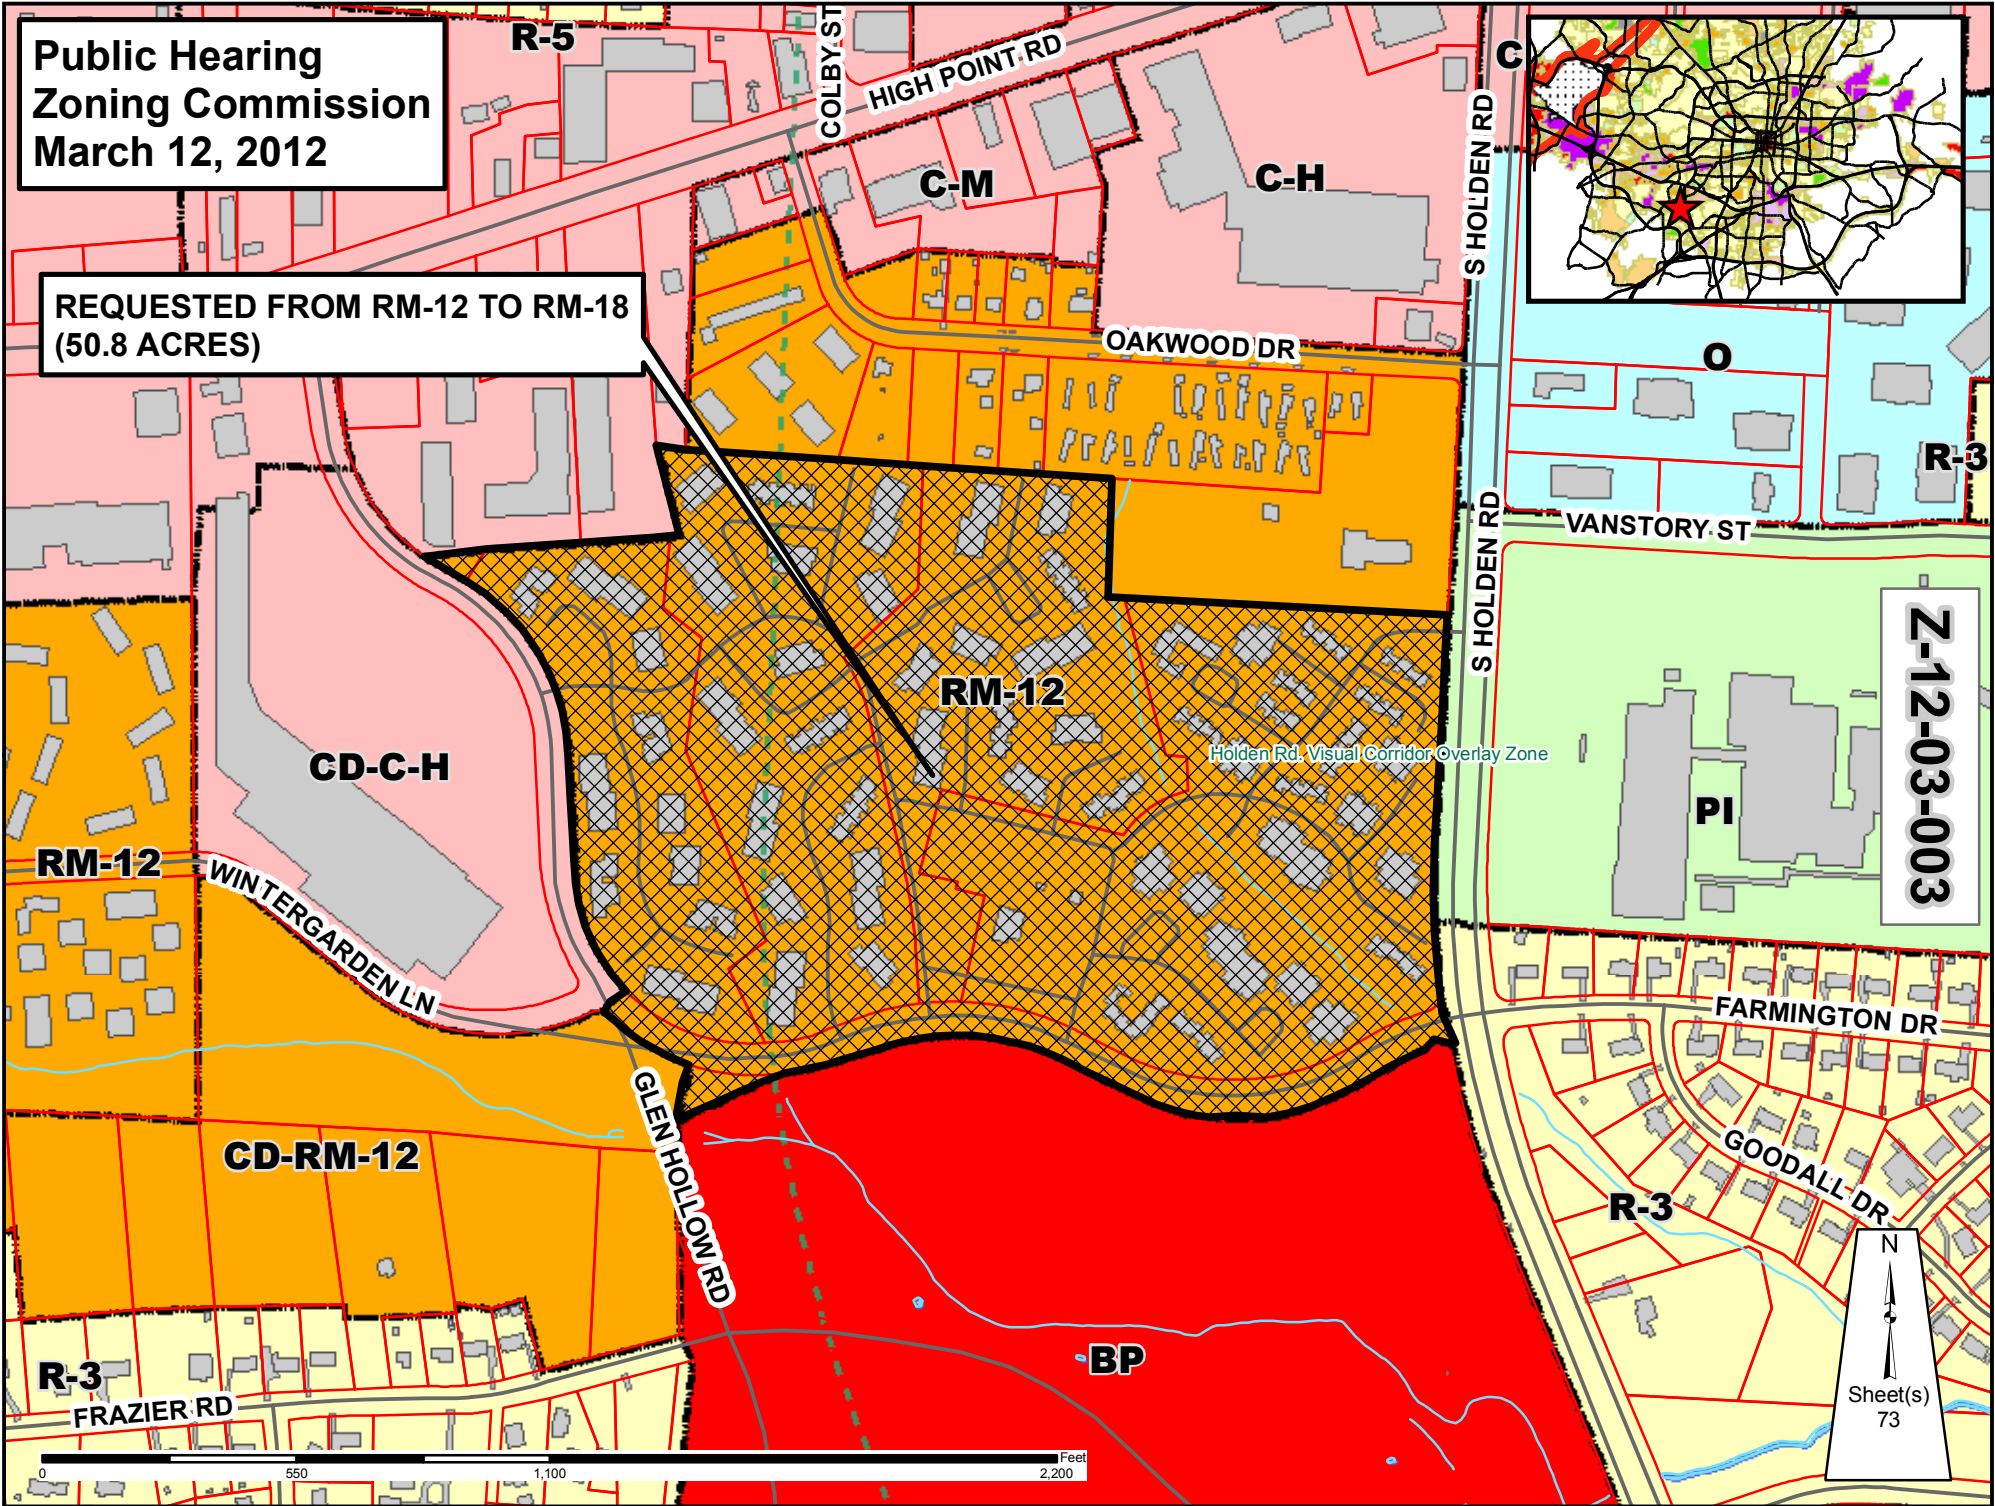 Public Hearing
Zoning Commission
March 12, 2012
R-5
COLBY ST
HIGH POINT RD
C
S HOLDEN RD
C-M
C-H
REQUESTED FROM RM-12 TO RM-18
(50.8 ACRES)
OAKWOOD DR
O
R-3
VANSTORY ST
S HOLDEN RD
Z-12-03-003
RM-12
Holden Rd. Visual Corridor Overlay Zone
CD-C-H
PI
RM-12
WINTERGARDEN LN
FARMINGTON DR
GLEN HOLLOW RD
CD-RM-12
GOODALL DR
R-3
N
Sheet(s)
73
BP
R-3
FRAZIER RD
Feet
0 550 1,100 2,200